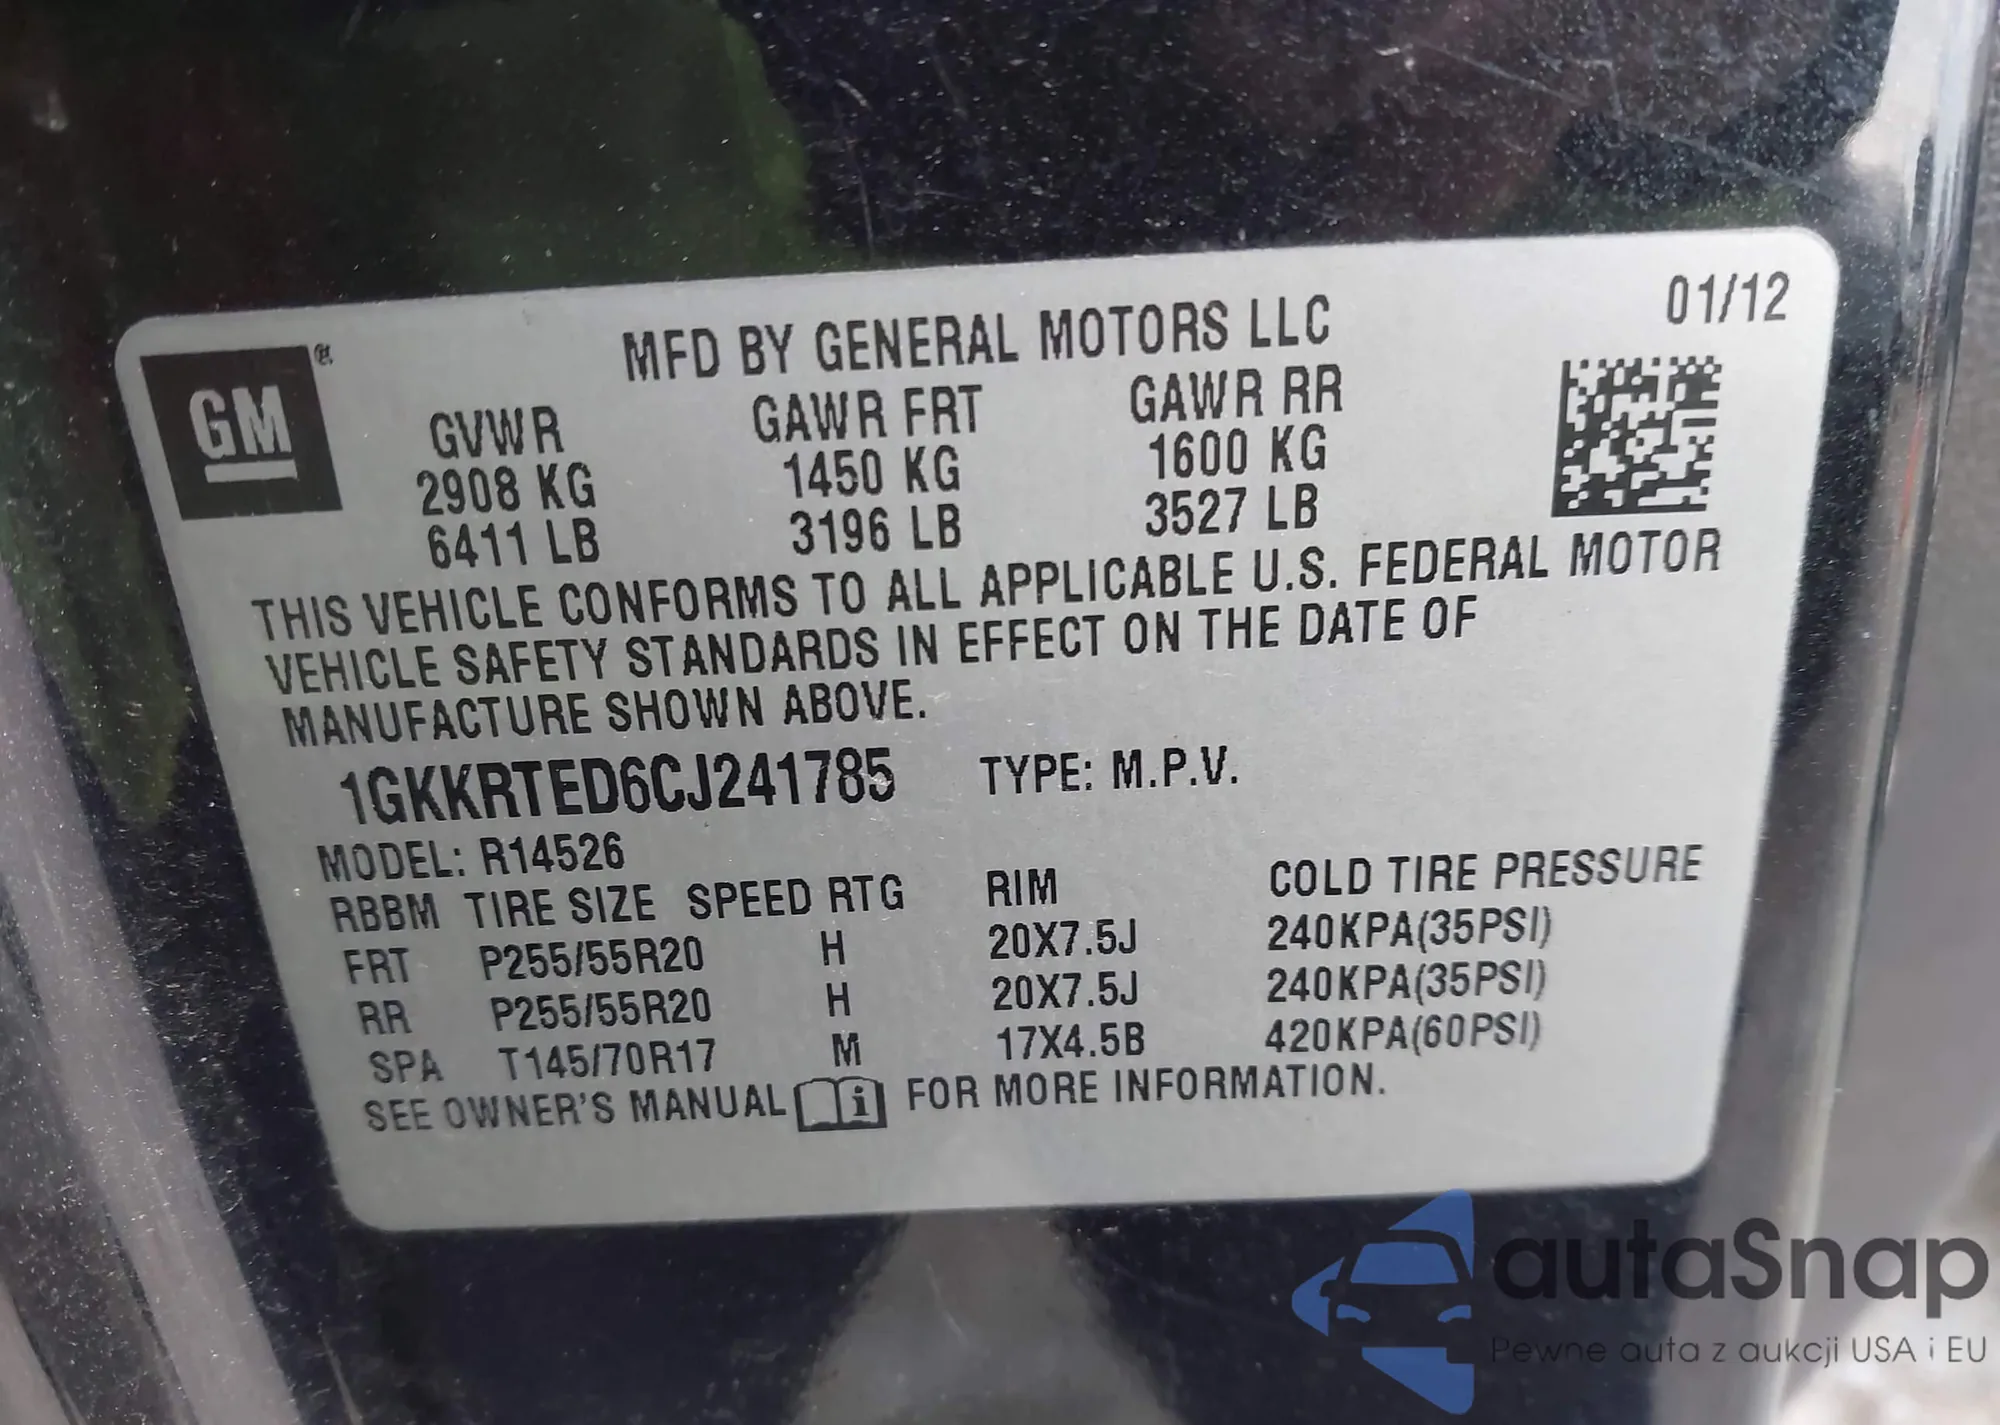 01/12
MFD BY GENERAL MOTORS LLC
GM ®
GVWR GAWR FRT GAWR RR
2908 KG 1450 KG 1600 KG
6411 LB 3196 LB 3527 LB
THIS VEHICLE CONFORMS TO ALL APPLICABLE U.S. FEDERAL MOTOR
VEHICLE SAFETY STANDARDS IN EFFECT ON THE DATE OF
MANUFACTURE SHOWN ABOVE.
1GKKRTED6CJ241785 TYPE: M.P.V.
MODEL: R14526
RBBM TIRE SIZE SPEED RTG RIM COLD TIRE PRESSURE
FRT P255/55R20 H 20X7.5J 240KPA(35PSI)
RR P255/55R20 H 20X7.5J 240KPA(35PSI)
SPA T145/70R17 M 17X4.5B 420KPA(60PSI)
SEE OWNER'S MANUAL i FOR MORE INFORMATION.
autaSnap
Pewne auta z aukcji USA i EU